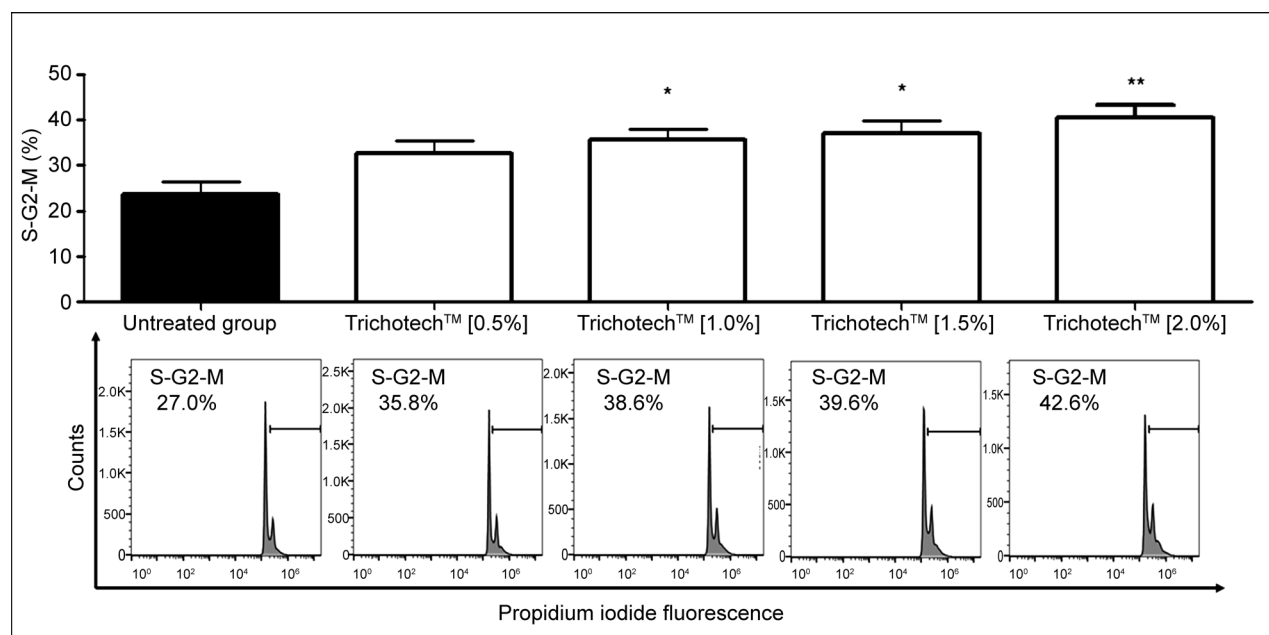 50
40
30
20
10
0
S-G2-M (%)
*
*
**
Untreated group
Trichotech™ [0.5%]
Trichotech™ [1.0%]
Trichotech™ [1.5%]
Trichotech™ [2.0%]
Counts
S-G2-M
27.0%
2.0K
1.5K
1.0K
500
0
10⁰ 10² 10⁴ 10⁶
S-G2-M
35.8%
2.5K
2.0K
1.5K
1.0K
500
0
10⁰ 10² 10⁴ 10⁶
S-G2-M
38.6%
2.0K
1.5K
1.0K
500
0
10⁰ 10² 10⁴ 10⁶
S-G2-M
39.6%
1.5K
1.0K
500
0
10⁰ 10² 10⁴ 10⁶
S-G2-M
42.6%
1.5K
1.0K
500
0
10⁰ 10² 10⁴ 10⁶
Propidium iodide fluorescence